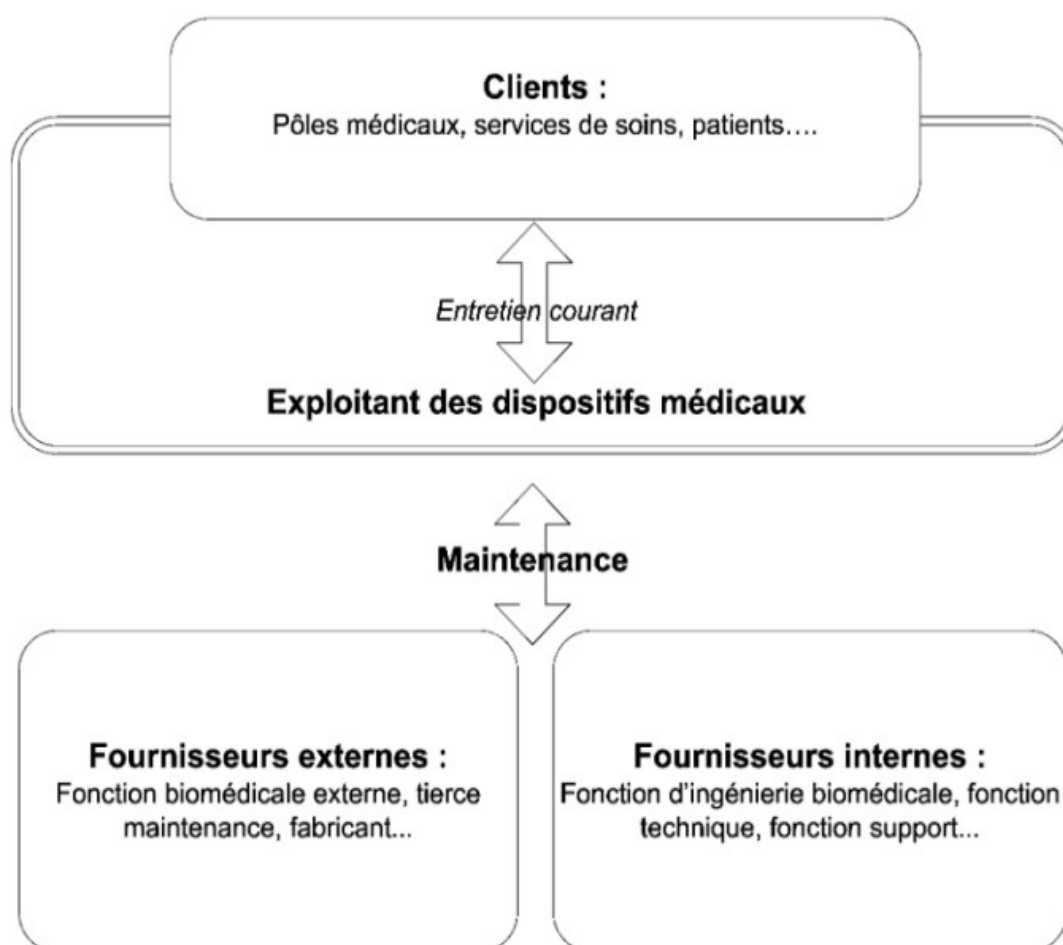 Clients :
Pôles médicaux, services de soins, patients....
Entretien courant
Exploitant des dispositifs médicaux
Maintenance
Fournisseurs externes :
Fonction biomédicale externe, tierce
maintenance, fabricant...
Fournisseurs internes :
Fonction d'ingénierie biomédicale, fonction
technique, fonction support...